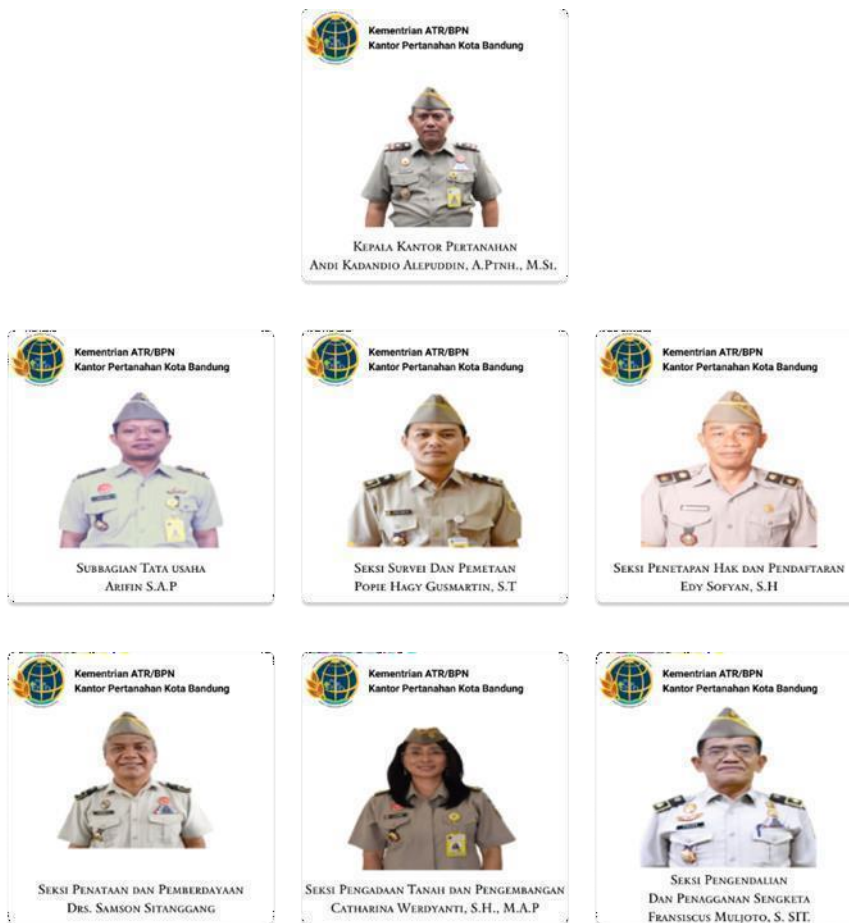 Kementrian ATR/BPN
Kantor Pertanahan Kota Bandung
Kepala Kantor Pertanahan
Andi Kadandio Alepuddin, A.Ptnh., M.Si.
Kementrian ATR/BPN
Kantor Pertanahan Kota Bandung
Subbagian Tata usaha
Arifin S.A.P
Kementrian ATR/BPN
Kantor Pertanahan Kota Bandung
Seksi Survei Dan Pemetaan
Popie Hagy Gusmartin, S.T
Kementrian ATR/BPN
Kantor Pertanahan Kota Bandung
Seksi Penetapan Hak dan Pendaftaran
Edy Sofyan, S.H
Kementrian ATR/BPN
Kantor Pertanahan Kota Bandung
Seksi Penataan dan Pemberdayaan
Drs. Samson Sitanggang
Kementrian ATR/BPN
Kantor Pertanahan Kota Bandung
Seksi Pengadaan Tanah dan Pengembangan
Catharina Werdyanti, S.H., M.A.P
Kementrian ATR/BPN
Kantor Pertanahan Kota Bandung
Seksi Pengendalian
Dan Penagganan Sengketa
Fransiscus Mujoto, S. SIT.